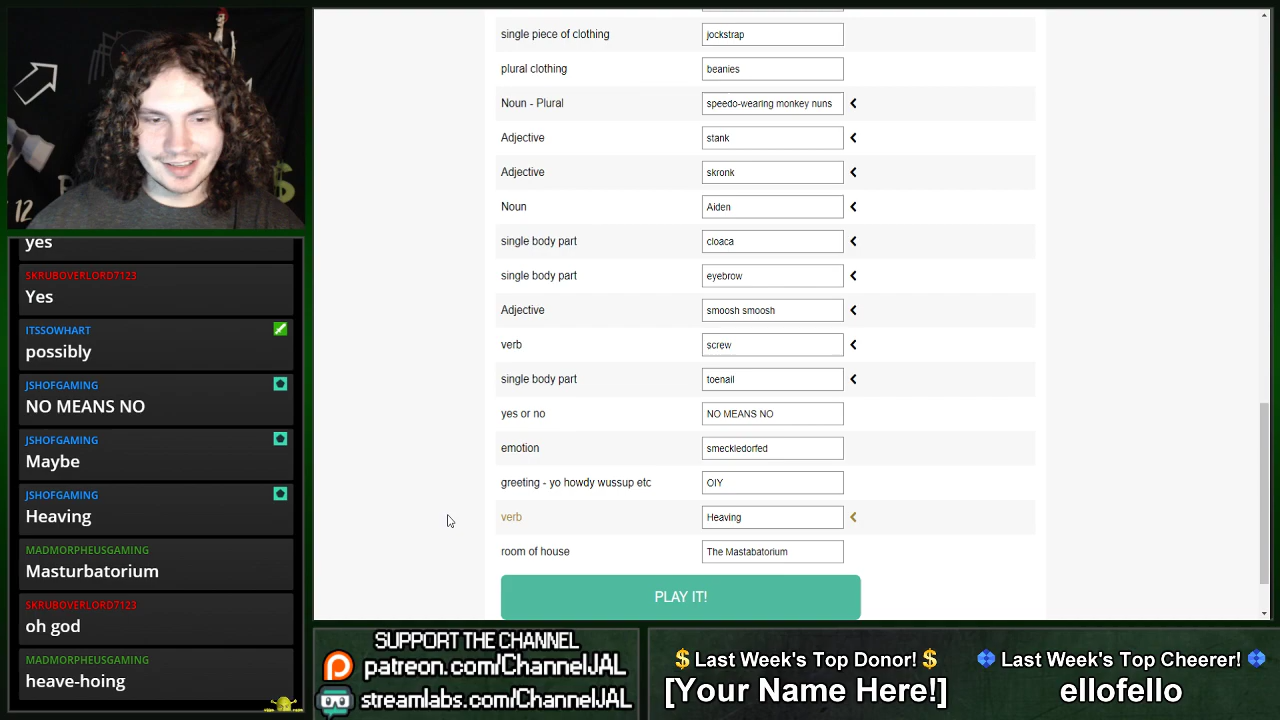 single piece of clothing jockstrap
plural clothing beanies
Noun - Plural speedo-wearing monkey nuns
Adjective stank
Adjective skronk
Noun Aiden
single body part cloaca
single body part eyebrow
Adjective smoosh smoosh
verb screw
single body part toenail
yes or no NO MEANS NO
emotion smeckledorfed
greeting - yo howdy wussup etc OIY
verb Heaving
room of house The Mastabatorium
PLAY IT!
12
$
yes
SKRUBOVERLORD7123
Yes
ITSSOWHART
possibly
JSHOFGAMING
NO MEANS NO
JSHOFGAMING
Maybe
JSHOFGAMING
Heaving
MADMORPHEUSGAMING
Masturbatorium
SKRUBOVERLORD7123
oh god
MADMORPHEUSGAMING
heave-hoing
SUPPORT THE CHANNEL
patreon.com/ChannelJAL
streamlabs.com/ChannelJAL
$ Last Week's Top Donor! $
[Your Name Here!]
Last Week's Top Cheerer!
ellofello